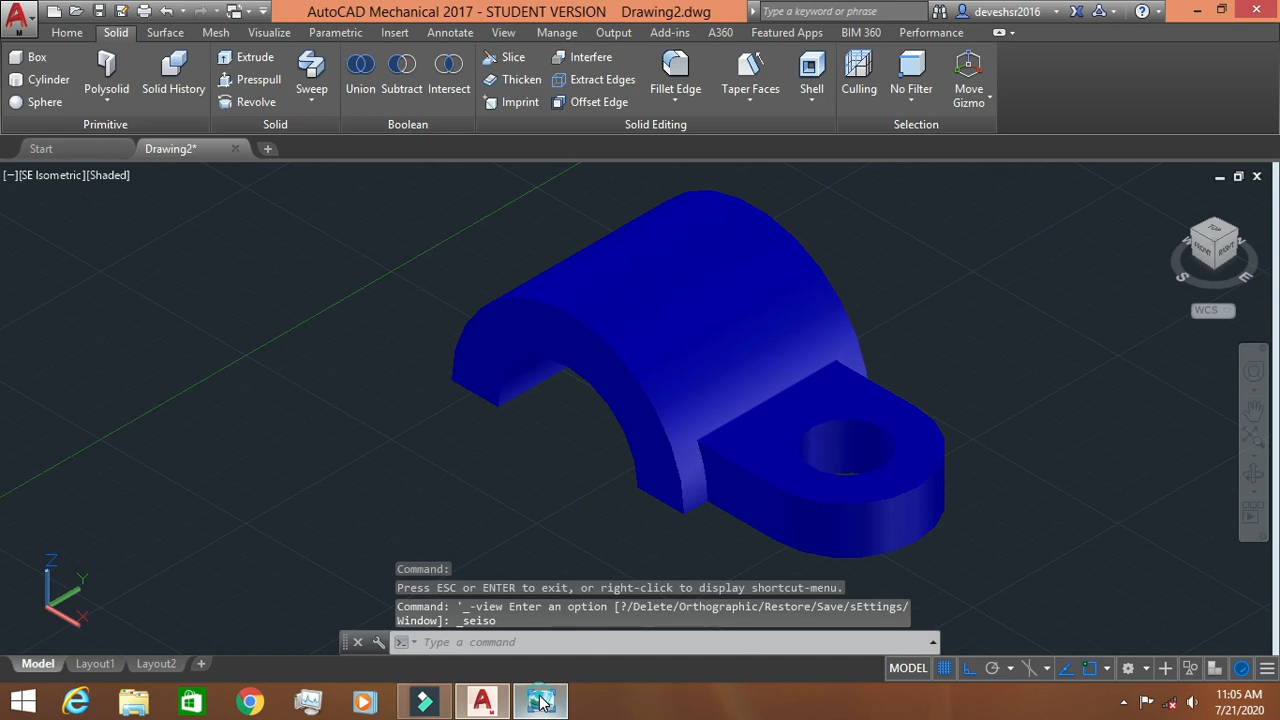 AutoCAD Mechanical 2017 - STUDENT VERSION Drawing2.dwg
Type a keyword or phrase
deveshsr2016
Home Solid Surface Mesh Visualize Parametric Insert Annotate View Manage Output Add-ins A360 Featured Apps BIM 360 Performance
Box
Cylinder
Sphere
Polysolid
Solid History
Extrude
Presspull
Revolve
Sweep
Union
Subtract
Intersect
Slice
Thicken
Imprint
Interfere
Extract Edges
Offset Edge
Fillet Edge
Taper Faces
Shell
Culling
No Filter
Move
Gizmo
Primitive Solid Boolean Solid Editing Selection
Start Drawing2*
[−][SE Isometric][Shaded]
TOP
FRONT
RIGHT
W
N
S
E
WCS
Z
Y
X
Command:
Press ESC or ENTER to exit, or right-click to display shortcut-menu.
Command: '_-view Enter an option [?/Delete/Orthographic/Restore/Save/sEttings/
Window]: _seiso
Type a command
Model Layout1 Layout2
MODEL
11:05 AM
7/21/2020